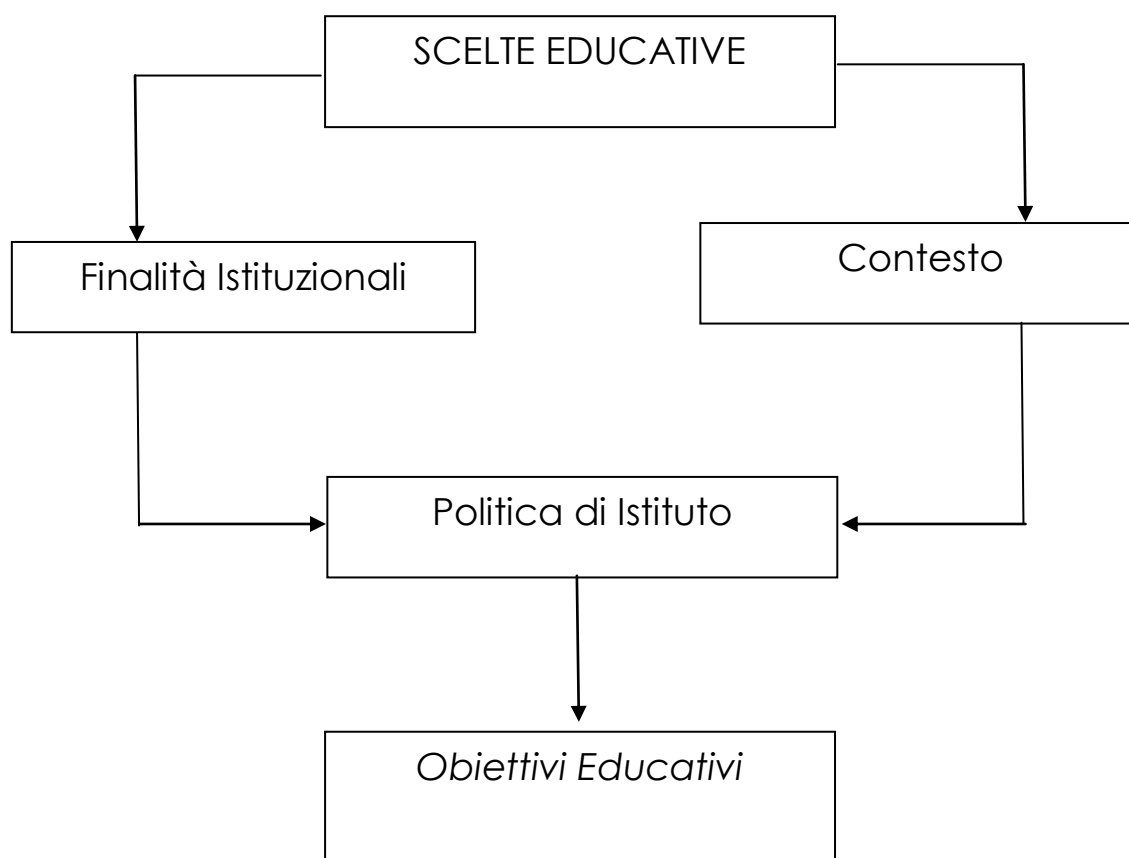 SCELTE EDUCATIVE
Finalità Istituzionali
Contesto
Politica di Istituto
Obiettivi Educativi